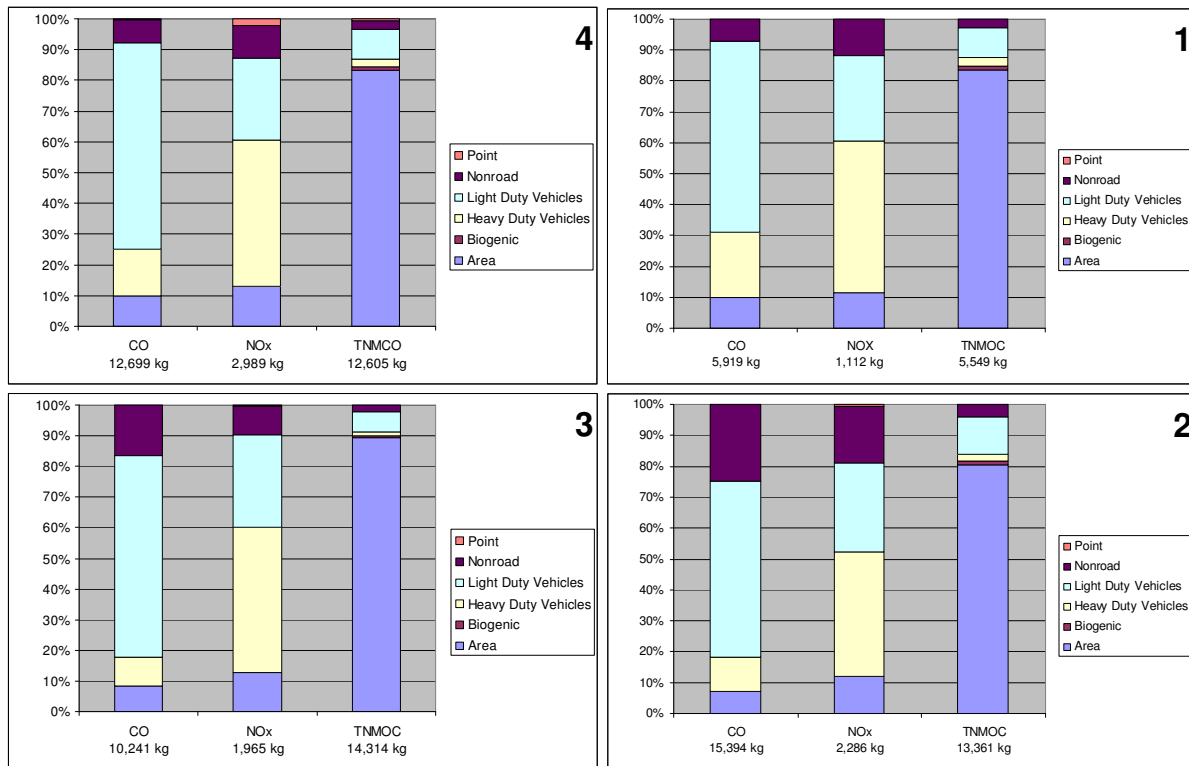 4
100%
90%
80%
70%
60%
50%
40%
30%
20%
10%
0%
CO NOx TNMCO
12,699 kg 2,989 kg 12,605 kg
Point
Nonroad
Light Duty Vehicles
Heavy Duty Vehicles
Biogenic
Area
1
100%
90%
80%
70%
60%
50%
40%
30%
20%
10%
0%
CO NOX TNMOC
5,919 kg 1,112 kg 5,549 kg
Point
Nonroad
Light Duty Vehicles
Heavy Duty Vehicles
Biogenic
Area
3
100%
90%
80%
70%
60%
50%
40%
30%
20%
10%
0%
CO NOx TNMOC
10,241 kg 1,965 kg 14,314 kg
Point
Nonroad
Light Duty Vehicles
Heavy Duty Vehicles
Biogenic
Area
2
100%
90%
80%
70%
60%
50%
40%
30%
20%
10%
0%
CO NOx TNMOC
15,394 kg 2,286 kg 13,361 kg
Point
Nonroad
Light Duty Vehicles
Heavy Duty Vehicles
Biogenic
Area